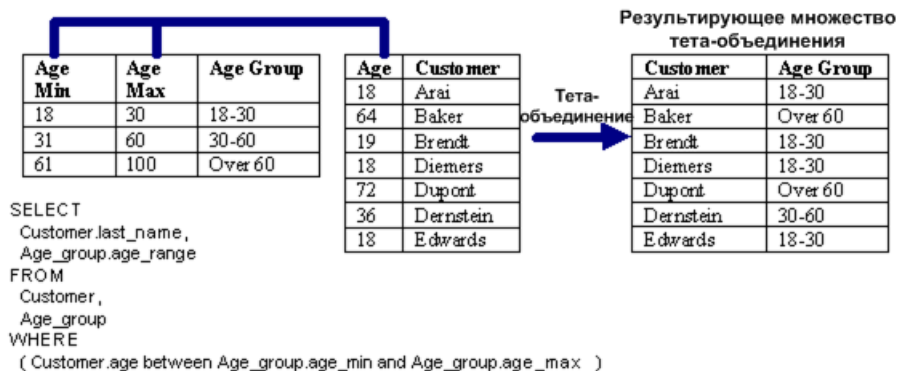 Результирующее множество
тета-объединения
Age Min Age Max Age Group
18 30 18-30
31 60 30-60
61 100 Over 60
Age Customer
18 Arai
64 Baker
19 Brendt
18 Diemers
72 Dupont
36 Dernstein
18 Edwards
Тета-
объединение
Customer Age Group
Arai 18-30
Baker Over 60
Brendt 18-30
Diemers 18-30
Dupont Over 60
Dernstein 30-60
Edwards 18-30
SELECT
Customer.last_name,
Age_group.age_range
FROM
Customer,
Age_group
WHERE
( Customer.age between Age_group.age_min and Age_group.age_max )